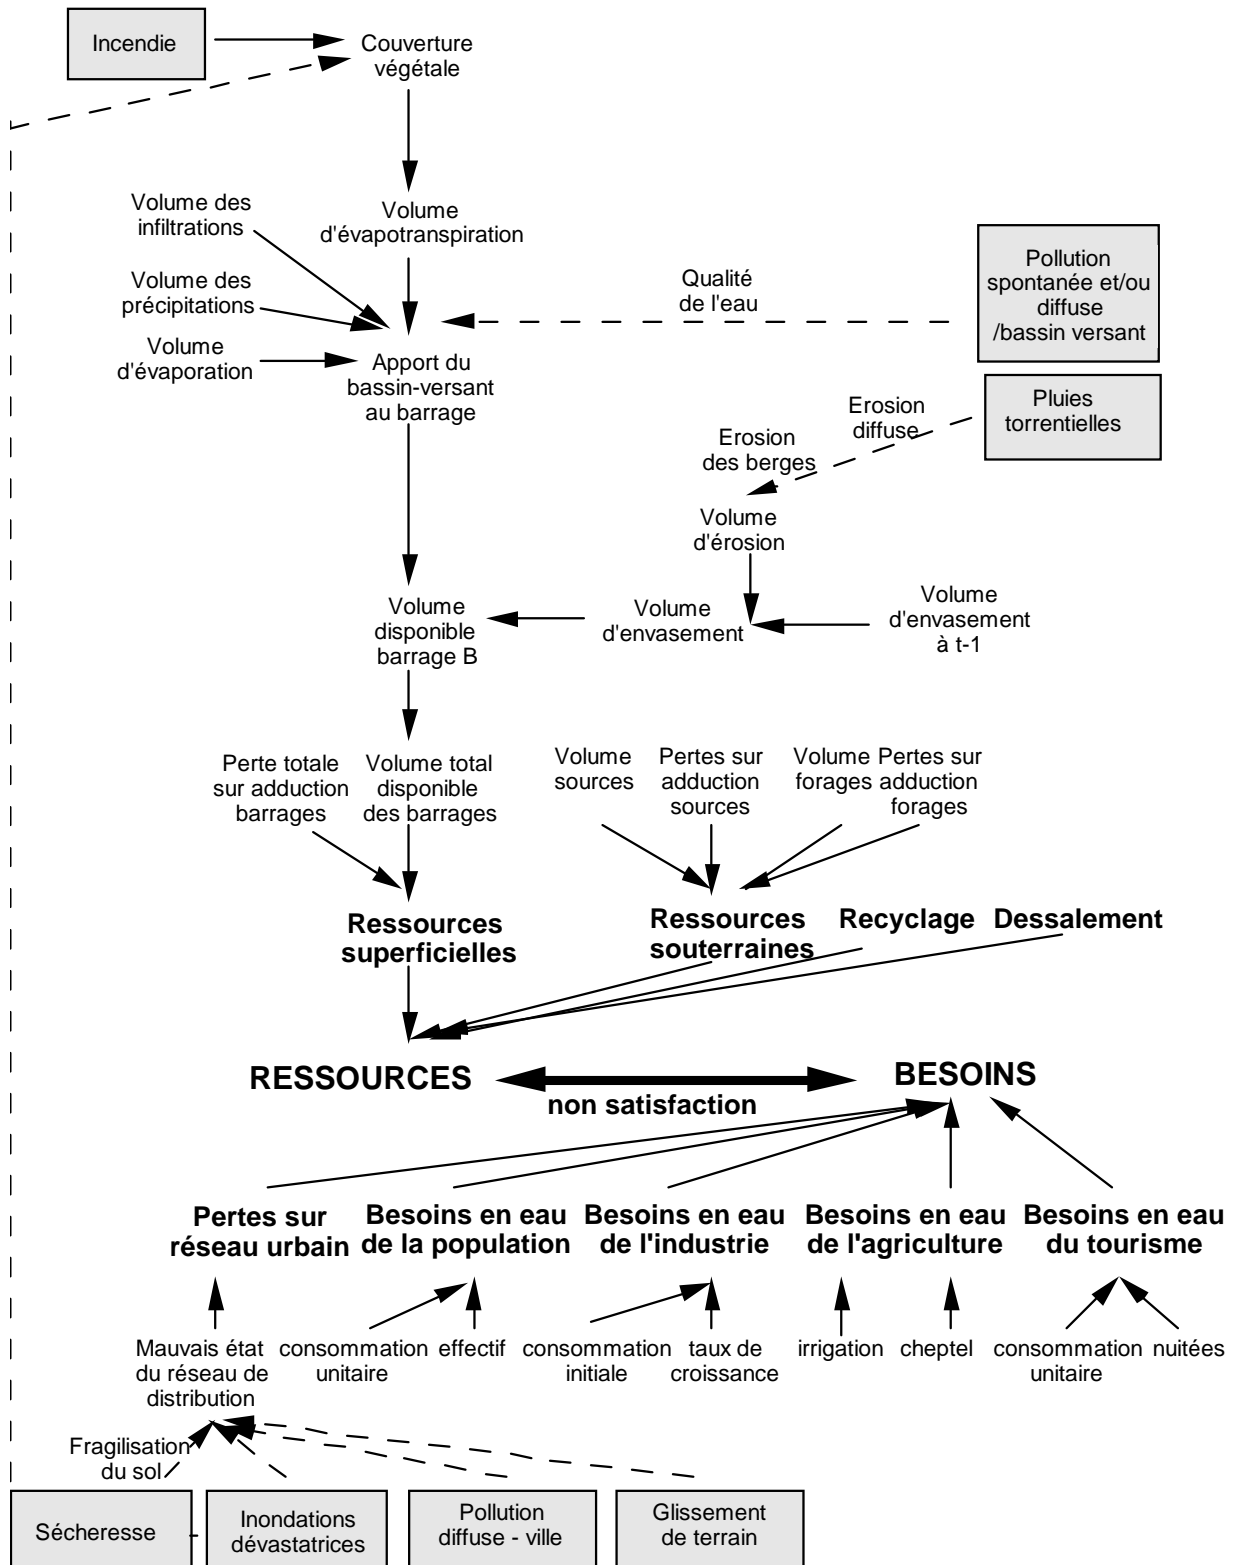 Incendie
Couverture
végétale
Volume des
infiltrations
Volume
d'évapotranspiration
Volume des
précipitations
Qualité
de l'eau
Pollution
spontanée et/ou
diffuse
/bassin versant
Volume
d'évaporation
Apport du
bassin-versant
au barrage
Pluies
torrentielles
Erosion
diffuse
Erosion
des berges
Volume
d'érosion
Volume
disponible
barrage B
Volume
d'envasement
Volume
d'envasement
à t-1
Perte totale
sur adduction
barrages
Volume total
disponible
des barrages
Volume
sources
Pertes sur
adduction
sources
Volume
forages
Pertes sur
adduction
forages
Ressources
superficielles
Ressources
souterraines
Recyclage
Dessalement
RESSOURCES
non satisfaction
BESOINS
Pertes sur
réseau urbain
Besoins en eau
de la population
Besoins en eau
de l'industrie
Besoins en eau
de l'agriculture
Besoins en eau
du tourisme
Mauvais état
du réseau de
distribution
consommation
unitaire
effectif
consommation
initiale
taux de
croissance
irrigation
cheptel
consommation
unitaire
nuitées
Fragilisation
du sol
Sécheresse
Inondations
dévastatrices
Pollution
diffuse - ville
Glissement
de terrain